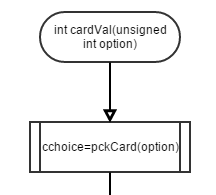 int cardVal(unsigned
int option)
cchoice=pckCard(option)